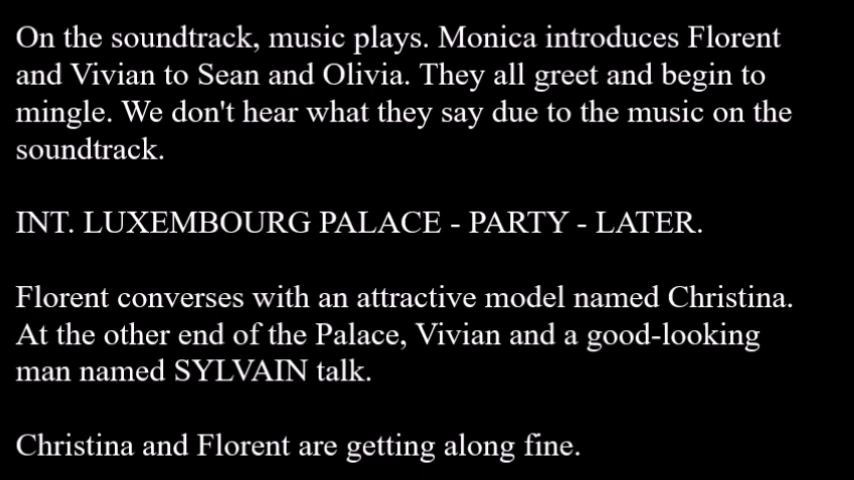 On the soundtrack, music plays. Monica introduces Florent
and Vivian to Sean and Olivia. They all greet and begin to
mingle. We don't hear what they say due to the music on the
soundtrack.
INT. LUXEMBOURG PALACE - PARTY - LATER.
Florent converses with an attractive model named Christina.
At the other end of the Palace, Vivian and a good-looking
man named SYLVAIN talk.
Christina and Florent are getting along fine.